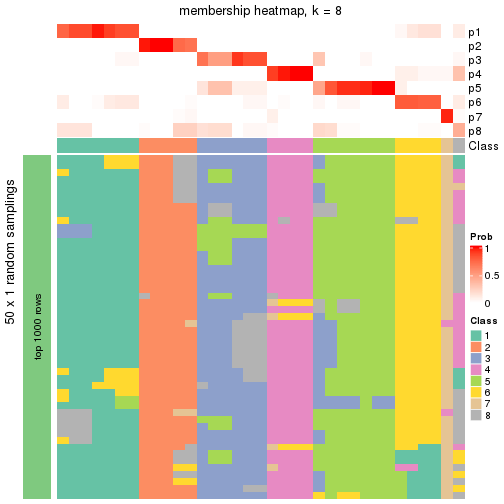 membership heatmap, k = 8
p1
p2
p3
p4
p5
p6
p7
p8
Class
50 x 1 random samplings
top 1000 rows
Prob
1
0.5
0
Class
1
2
3
4
5
6
7
8